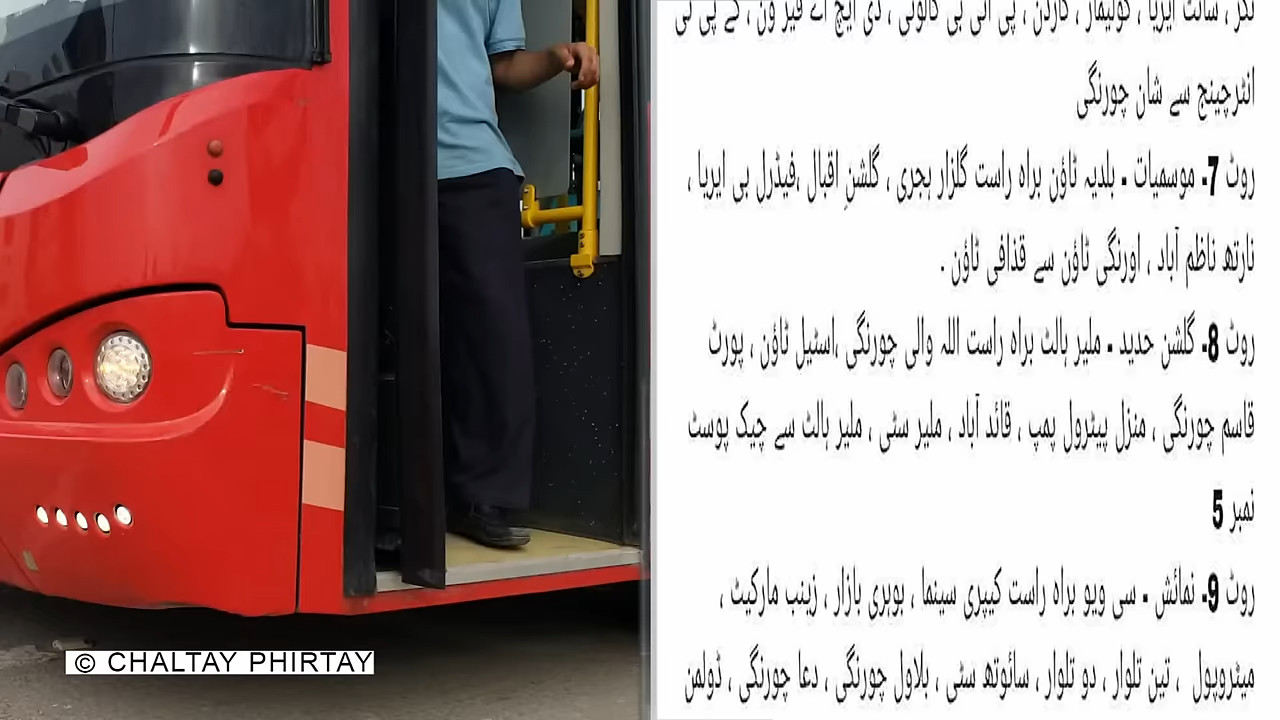 نگر ، سائٹ ایریا ، گولیمار ، گارڈن ، پی آئی بی کالونی ، ڈی ایچ اے فیز ون ، کے پی ٹی
انٹرچینج سے شان چورنگی
روٹ 7- موسمیات - بلدیہ ٹاؤن براہ راست گلزار ہجری ، گلشنِ اقبال ،فیڈرل بی ایریا ،
نارتھ ناظم آباد ، اورنگی ٹاؤن سے قذافی ٹاؤن .
روٹ 8- گلشن حدید - ملیر ہالٹ براہ راست اللہ والی چورنگی ،اسٹیل ٹاؤن ، پورٹ
قاسم چورنگی ، منزل پیٹرول پمپ ، قائد آباد ، ملیر سٹی ، ملیر ہالٹ سے چیک پوسٹ
نمبر 5
روٹ 9- نمائش - سی ویو براہ راست کیپری سینما ، بوہری بازار ، زینب مارکیٹ ،
میٹروپول ، تین تلوار ، دو تلوار ، سائوتھ سٹی ، بلاول چورنگی ، دعا چورنگی ، ڈولمن
© CHALTAY PHIRTAY